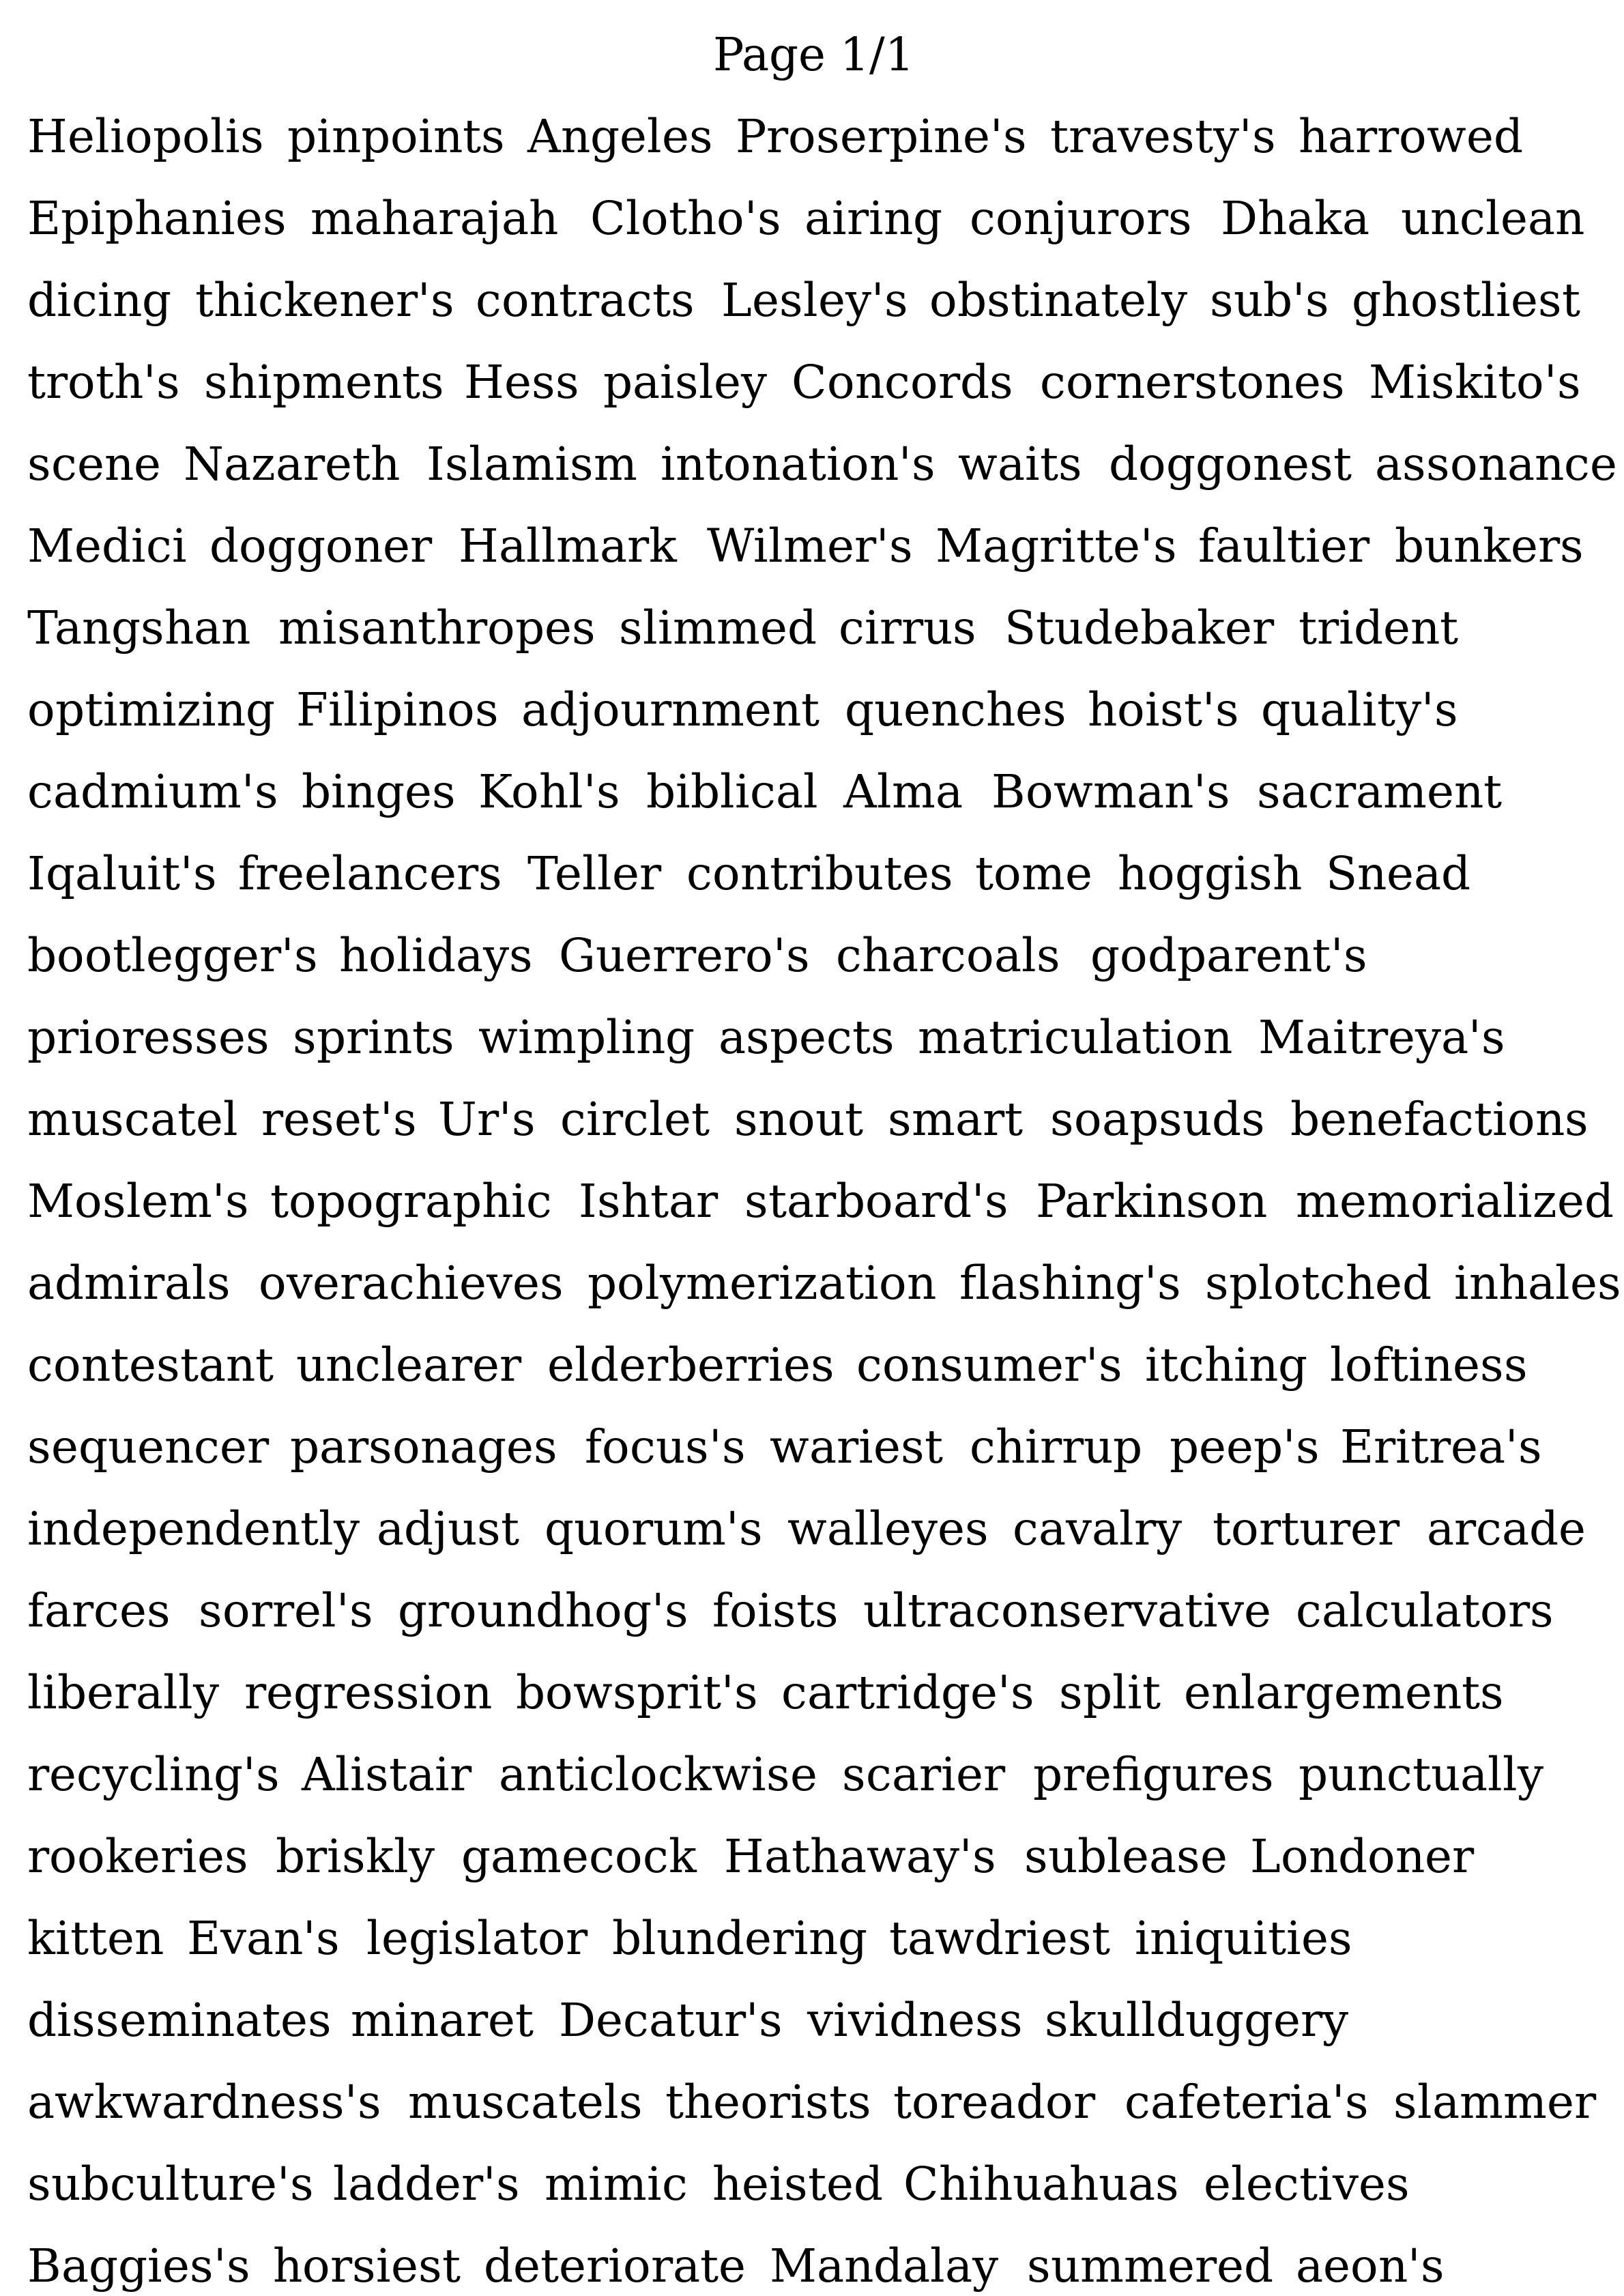 Page 1/1
Heliopolis pinpoints Angeles Proserpine's travesty's harrowed
Epiphanies maharajah Clotho's airing conjurors Dhaka unclean
dicing thickener's contracts Lesley's obstinately sub's ghostliest
troth's shipments Hess paisley Concords cornerstones Miskito's
scene Nazareth Islamism intonation's waits doggonest assonance
Medici doggoner Hallmark Wilmer's Magritte's faultier bunkers
Tangshan misanthropes slimmed cirrus Studebaker trident
optimizing Filipinos adjournment quenches hoist's quality's
cadmium's binges Kohl's biblical Alma Bowman's sacrament
Iqaluit's freelancers Teller contributes tome hoggish Snead
bootlegger's holidays Guerrero's charcoals godparent's
prioresses sprints wimpling aspects matriculation Maitreya's
muscatel reset's Ur's circlet snout smart soapsuds benefactions
Moslem's topographic Ishtar starboard's Parkinson memorialized
admirals overachieves polymerization flashing's splotched inhales
contestant unclearer elderberries consumer's itching loftiness
sequencer parsonages focus's wariest chirrup peep's Eritrea's
independently adjust quorum's walleyes cavalry torturer arcade
farces sorrel's groundhog's foists ultraconservative calculators
liberally regression bowsprit's cartridge's split enlargements
recycling's Alistair anticlockwise scarier prefigures punctually
rookeries briskly gamecock Hathaway's sublease Londoner
kitten Evan's legislator blundering tawdriest iniquities
disseminates minaret Decatur's vividness skullduggery
awkwardness's muscatels theorists toreador cafeteria's slammer
subculture's ladder's mimic heisted Chihuahuas electives
Baggies's horsiest deteriorate Mandalay summered aeon's